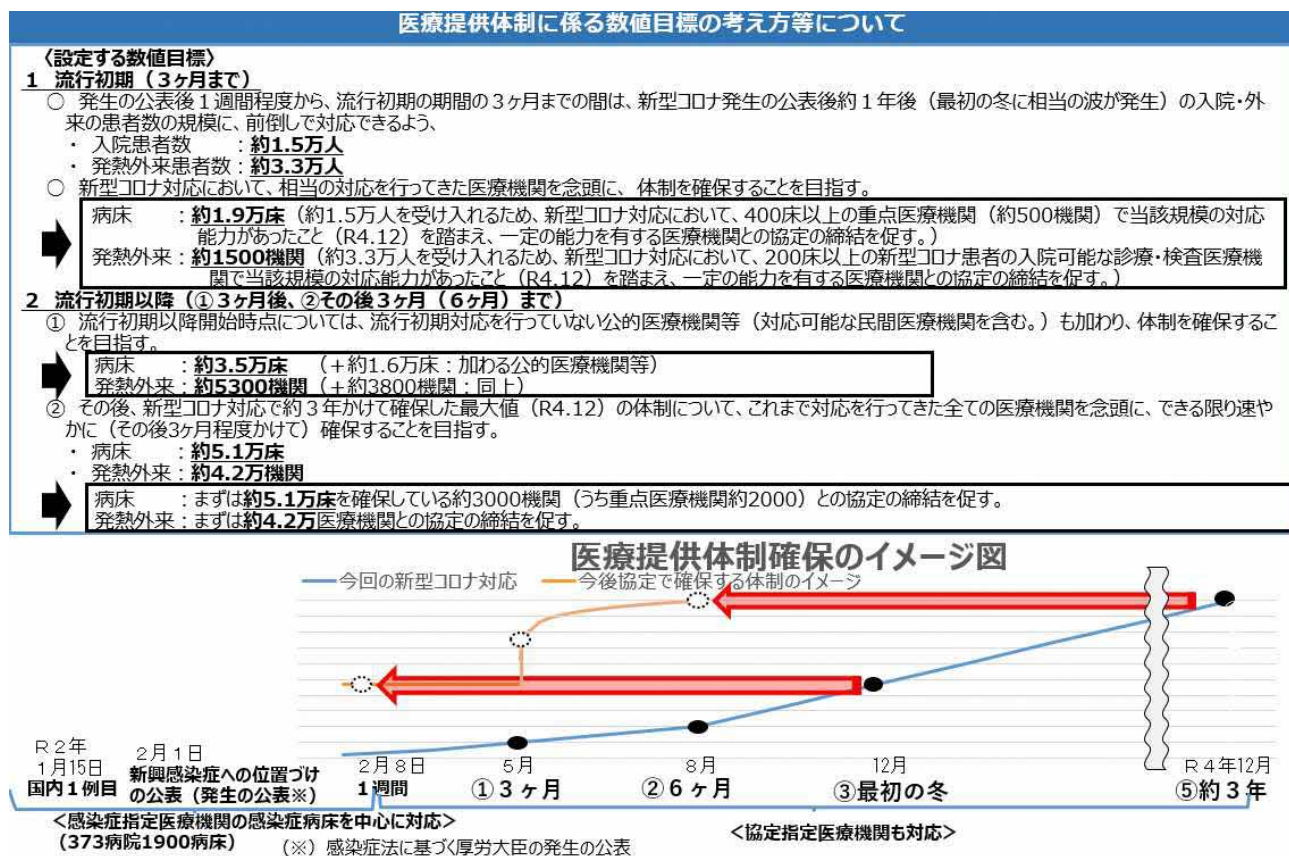 医療提供体制に係る数値目標の考え方等について
〈設定する数値目標〉
1 流行初期（3ヶ月まで）
○ 発生の公表後1週間程度から、流行初期の期間の3ヶ月までの間は、新型コロナ発生の公表後約1年後（最初の冬に相当の波が発生）の入院・外
来の患者数の規模に、前倒しで対応できるよう、
・ 入院患者数 ：約1.5万人
・ 発熱外来患者数：約3.3万人
○ 新型コロナ対応において、相当の対応を行ってきた医療機関を念頭に、体制を確保することを目指す。
病床 ：約1.9万床（約1.5万人を受け入れるため、新型コロナ対応において、400床以上の重点医療機関（約500機関）で当該規模の対応
能力があったこと（R4.12）を踏まえ、一定の能力を有する医療機関との協定の締結を促す。）
発熱外来：約1500機関（約3.3万人を受け入れるため、新型コロナ対応において、200床以上の新型コロナ患者の入院可能な診療・検査医療機
関で当該規模の対応能力があったこと（R4.12）を踏まえ、一定の能力を有する医療機関との協定の締結を促す。）
2 流行初期以降（①3ヶ月後、②その後3ヶ月（6ヶ月）まで）
① 流行初期以降開始時点については、流行初期対応を行っていない公的医療機関等（対応可能な民間医療機関を含む。）も加わり、体制を確保するこ
とを目指す。
病床 ：約3.5万床 （＋約1.6万床：加わる公的医療機関等）
発熱外来：約5300機関（＋約3800機関：同上）
② その後、新型コロナ対応で約3年かけて確保した最大値（R4.12）の体制について、これまで対応を行ってきた全ての医療機関を念頭に、できる限り速や
かに（その後3ヶ月程度かけて）確保することを目指す。
・ 病床 ：約5.1万床
・ 発熱外来：約4.2万機関
病床 ：まずは約5.1万床を確保している約3000機関（うち重点医療機関約2000）との協定の締結を促す。
発熱外来：まずは約4.2万医療機関との協定の締結を促す。
医療提供体制確保のイメージ図
今回の新型コロナ対応 今後協定で確保する体制のイメージ
R2年
1月15日
国内1例目
2月1日
新興感染症への位置づけ
の公表（発生の公表※）
2月8日
1週間
5月
①3ヶ月
8月
②6ヶ月
12月
③最初の冬
R4年12月
⑤約3年
＜感染症指定医療機関の感染症病床を中心に対応＞
（373病院1900病床）
（※）感染症法に基づく厚労大臣の発生の公表
＜協定指定医療機関も対応＞